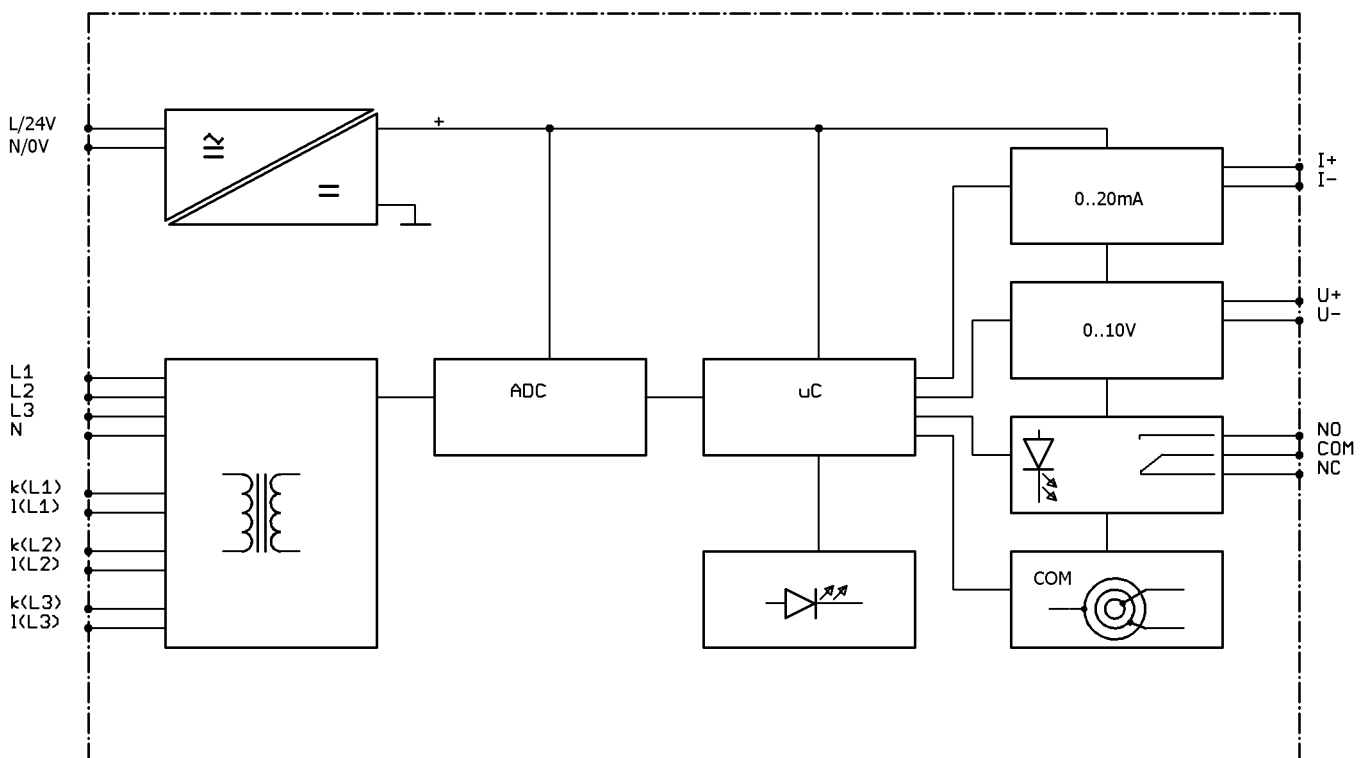 L/24V
N/0V
+
0..20mA
I+
I-
0..10V
U+
U-
L1
L2
L3
N
ADC
uC
NO
COM
NC
k(L1)
l(L1)
k(L2)
l(L2)
k(L3)
l(L3)
COM